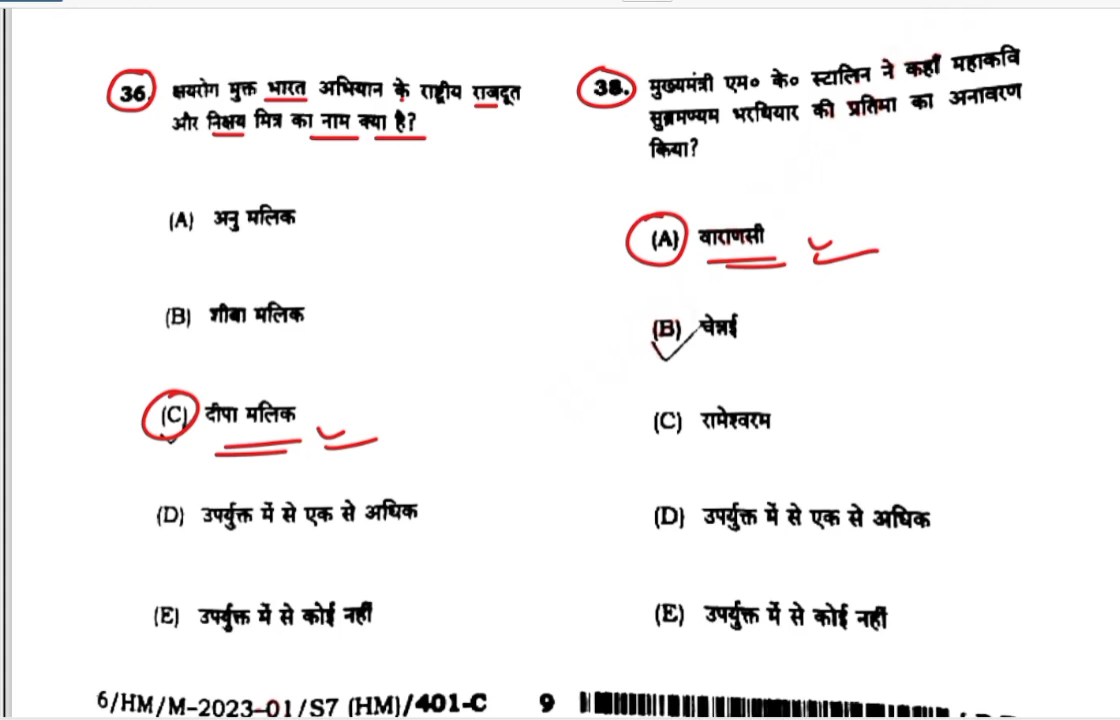 36. क्षयरोग मुक्त भारत अभियान के राष्ट्रीय राजदूत
और निक्षय मित्र का नाम क्या है?
(A) अनु मलिक
(B) शीबा मलिक
(C) दीपा मलिक
(D) उपर्युक्त में से एक से अधिक
(E) उपर्युक्त में से कोई नहीं
38. मुख्यमंत्री एम० के० स्टालिन ने कहाँ महाकवि
सुब्रमण्यम भरथियार की प्रतिमा का अनावरण
किया?
(A) वाराणसी
(B) चेन्नई
(C) रामेश्वरम
(D) उपर्युक्त में से एक से अधिक
(E) उपर्युक्त में से कोई नहीं
6/HM/M-2023-01/S7 (HM)/401-C 9